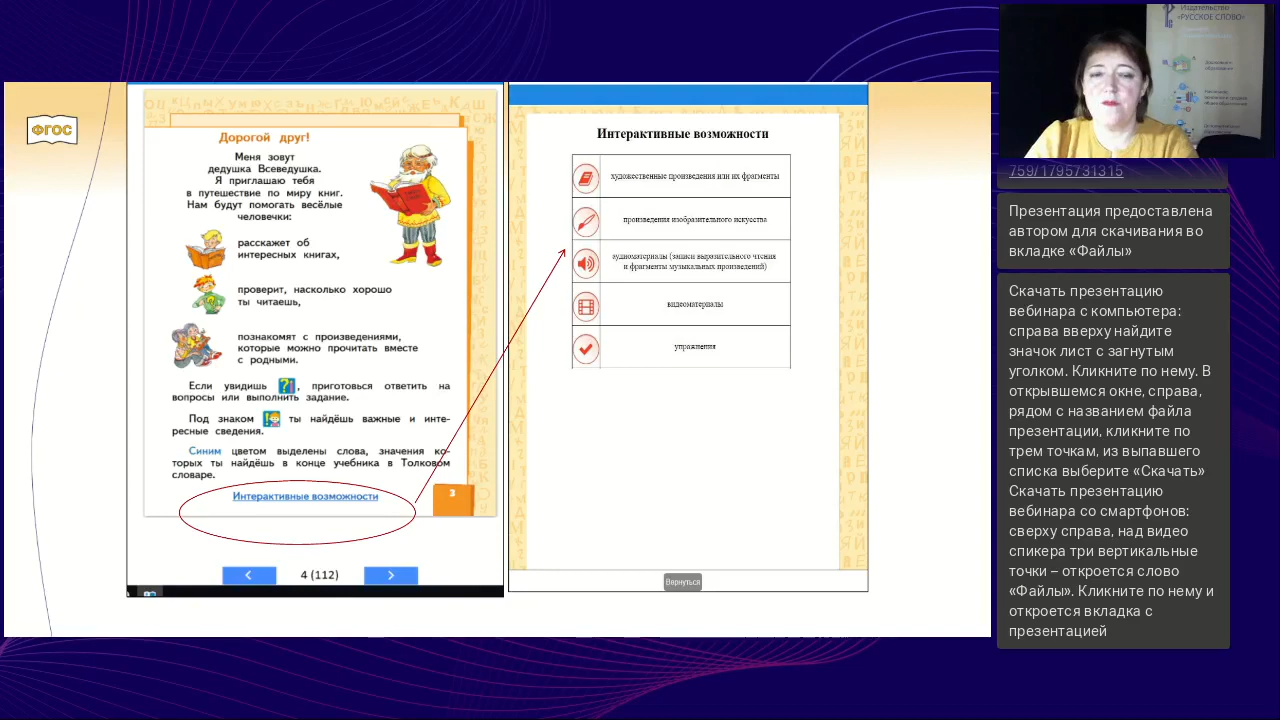 ФГОС
Дорогой друг!
Меня зовут
дедушка Всеведушка.
Я приглашаю тебя
в путешествие по миру книг.
Нам будут помогать весёлые
человечки:
расскажет об
интересных книгах,
проверит, насколько хорошо
ты читаешь,
познакомят с произведениями,
которые можно прочитать вместе
с родными.
Если увидишь , приготовься ответить на
вопросы или выполнить задание.
Под знаком ты найдёшь важные и инте-
ресные сведения.
Синим цветом выделены слова, значения ко-
торых ты найдёшь в конце учебника в Толковом
словаре.
Интерактивные возможности
3
4 (112)
Интерактивные возможности
художественные произведения или их фрагменты
произведения изобразительного искусства
аудиоматериалы (записи выразительного чтения
и фрагменты музыкальных произведений)
видеоматериалы
упражнения
Вернуться
Издательство
«РУССКОЕ СЛОВО»
759/1795731315
Презентация предоставлена
автором для скачивания во
вкладке «Файлы»
Скачать презентацию
вебинара с компьютера:
справа вверху найдите
значок лист с загнутым
уголком. Кликните по нему. В
открывшемся окне, справа,
рядом с названием файла
презентации, кликните по
трем точкам, из выпавшего
списка выберите «Скачать»
Скачать презентацию
вебинара со смартфонов:
сверху справа, над видео
спикера три вертикальные
точки – откроется слово
«Файлы». Кликните по нему и
откроется вкладка с
презентацией